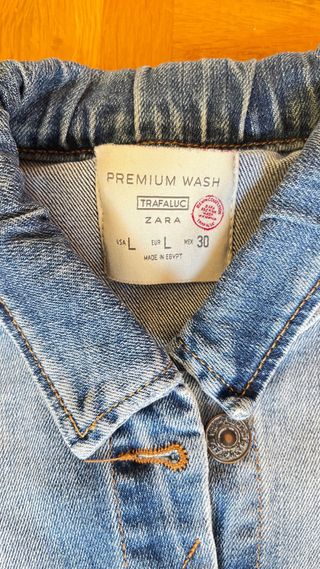 PREMIUM WASH
TRAFALUC
ZARA
USA L EUR L MEX 30
MADE IN EGYPT